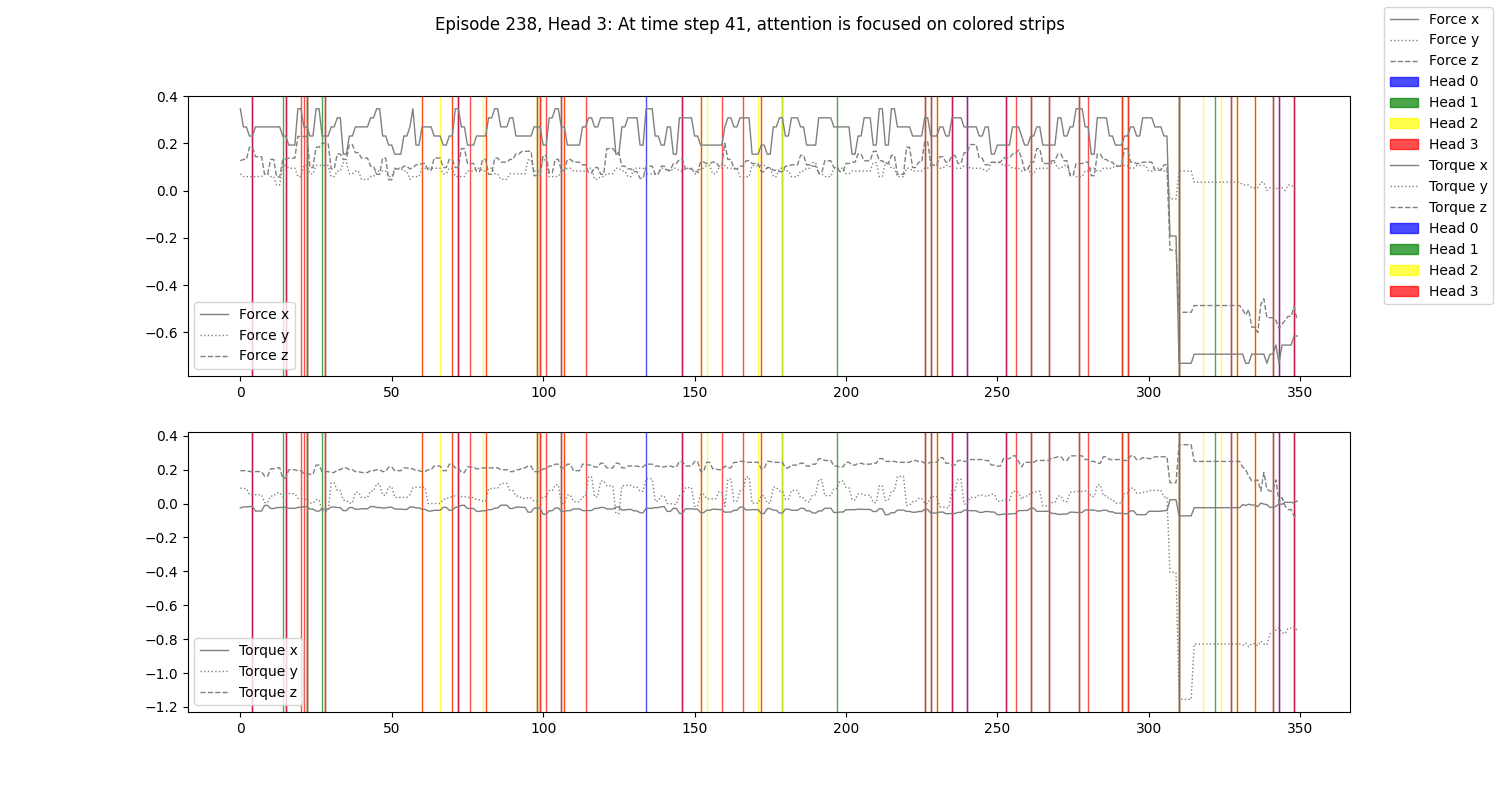 Episode 238, Head 3: At time step 41, attention is focused on colored strips
Force x
Force y
Force z
Head 0
Head 1
Head 2
Head 3
Torque x
Torque y
Torque z
Head 0
Head 1
Head 2
Head 3
0.4
0.2
0.0
−0.2
−0.4
−0.6
Force x
Force y
Force z
0 50 100 150 200 250 300 350
0.4
0.2
0.0
−0.2
−0.4
−0.6
−0.8
−1.0
−1.2
Torque x
Torque y
Torque z
0 50 100 150 200 250 300 350